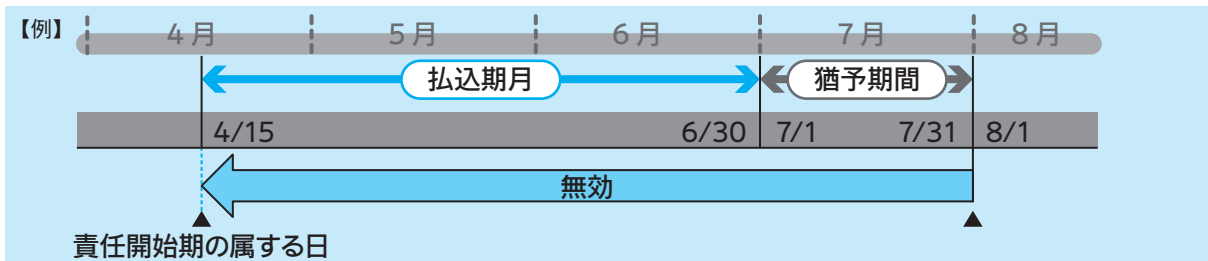 【例】 4月 5月 6月 7月 8月
払込期月 猶予期間
4/15 6/30 7/1 7/31 8/1
無効
責任開始期の属する日